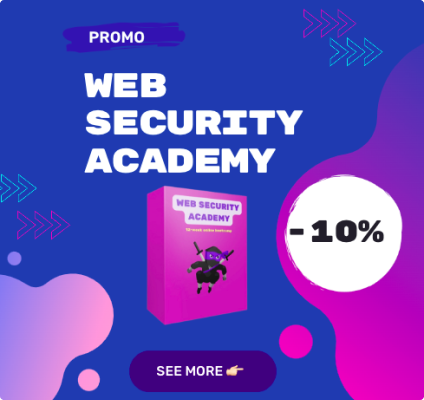 PROMO
WEB
SECURITY
ACADEMY
WEB SECURITY
ACADEMY
-10%
SEE MORE 👉🏻